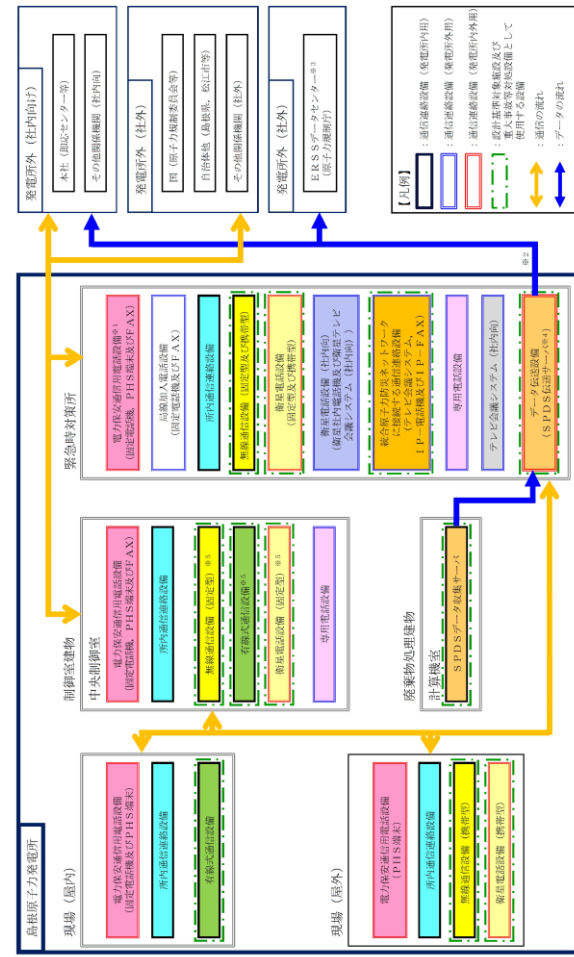 島根原子力発電所
現場（屋内）
電力保安通信用電話設備
（固定電話機及びPHS端末）
所内通信連絡設備
有線式通信設備
現場（屋外）
電力保安通信用電話設備
（PHS端末）
所内通信連絡設備
無線通信設備（携帯型）
衛星電話設備（携帯型）
制御室建物
中央制御室
電力保安通信用電話設備
（固定電話機、PHS端末及びFAX）
所内通信連絡設備
無線通信設備（固定型）※5
有線式通信設備※5
衛星電話設備（固定型）※5
専用電話設備
廃棄物処理建物
計算機室
SPDSデータ収集サーバ
緊急時対策所
電力保安通信用電話設備※1
（固定電話機、PHS端末及びFAX）
局線加入電話設備
（固定電話機及びFAX）
所内通信連絡設備
無線通信設備（固定型及び携帯型）
衛星電話設備
（固定型及び携帯型）
衛星電話設備（社内向）
（衛星社内電話機及び衛星テレビ
会議システム（社内向））
統合原子力防災ネットワーク
に接続する通信連絡設備
（テレビ会議システム、
IP－電話機及びIP－FAX）
専用電話設備
テレビ会議システム（社内向）
データ伝送設備
（SPDS伝送サーバ※4）
※2
発電所外（社内向け）
本社（即応センター等）
その他関係機関（社内向）
発電所外（社外）
国（原子力規制委員会等）
自治体他（島根県、松江市等）
その他関係機関（社外）
発電所外（社外）
ERSSデータセンター※3
（原子力規制庁）
【凡例】
：通信連絡設備（発電所内用）
：通信連絡設備（発電所外用）
：通信連絡設備（発電所内外用）
：設計基準対象施設及び
重大事故等対処設備として
使用する設備
：通信の流れ
：データの流れ